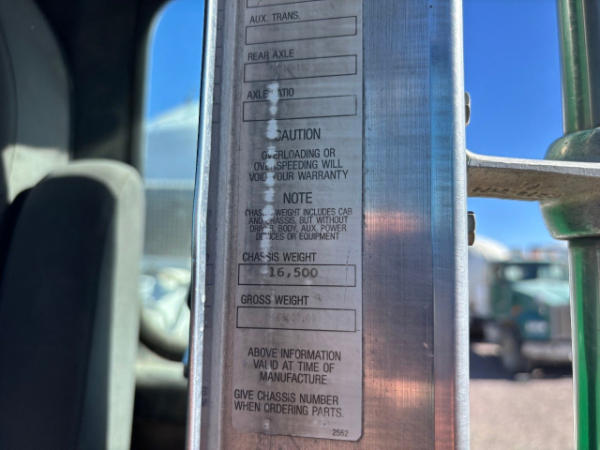 AUX. TRANS.
REAR AXLE
AXLE RATIO
CAUTION
OVERLOADING OR
OVERSPEEDING WILL
VOID YOUR WARRANTY
NOTE
CHASSIS WEIGHT INCLUDES CAB
AND CHASSIS, BUT WITHOUT
DRIVER, BODY, AUX. POWER
DEVICES OR EQUIPMENT
CHASSIS WEIGHT
16,500
GROSS WEIGHT
ABOVE INFORMATION
VALID AT TIME OF
MANUFACTURE
GIVE CHASSIS NUMBER
WHEN ORDERING PARTS.
2552